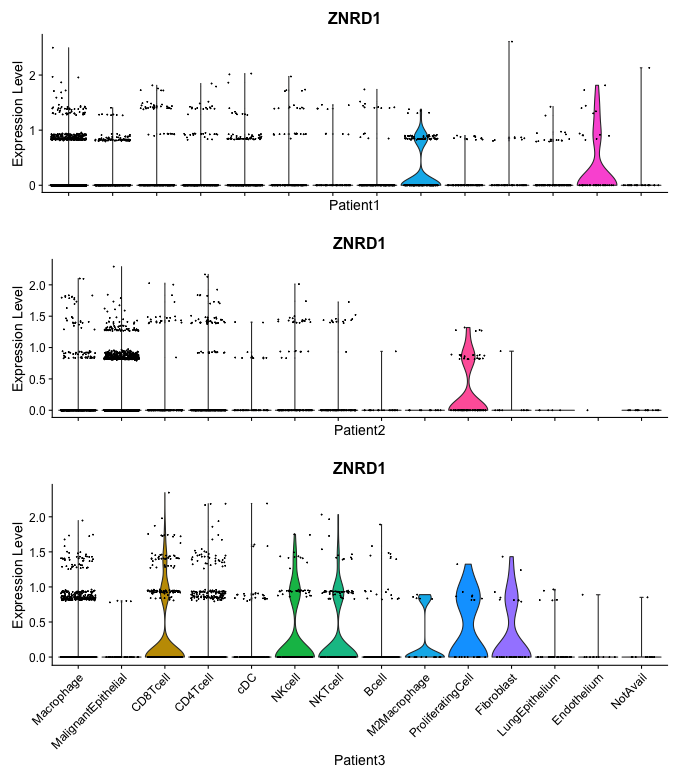 ZNRD1
Expression Level
2
1
0
Patient1
ZNRD1
Expression Level
2.0
1.5
1.0
0.5
0.0
Patient2
ZNRD1
Expression Level
2.0
1.5
1.0
0.5
0.0
Macrophage
MalignantEpithelial
CD8Tcell
CD4Tcell
cDC
NKcell
NKTcell
Bcell
M2Macrophage
ProliferatingCell
Fibroblast
LungEpithelium
Endothelium
NotAvail
Patient3